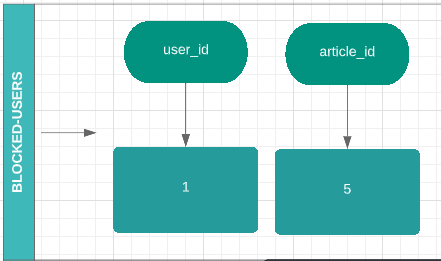 BLOCKED-USERS
user_id
article_id
1
5